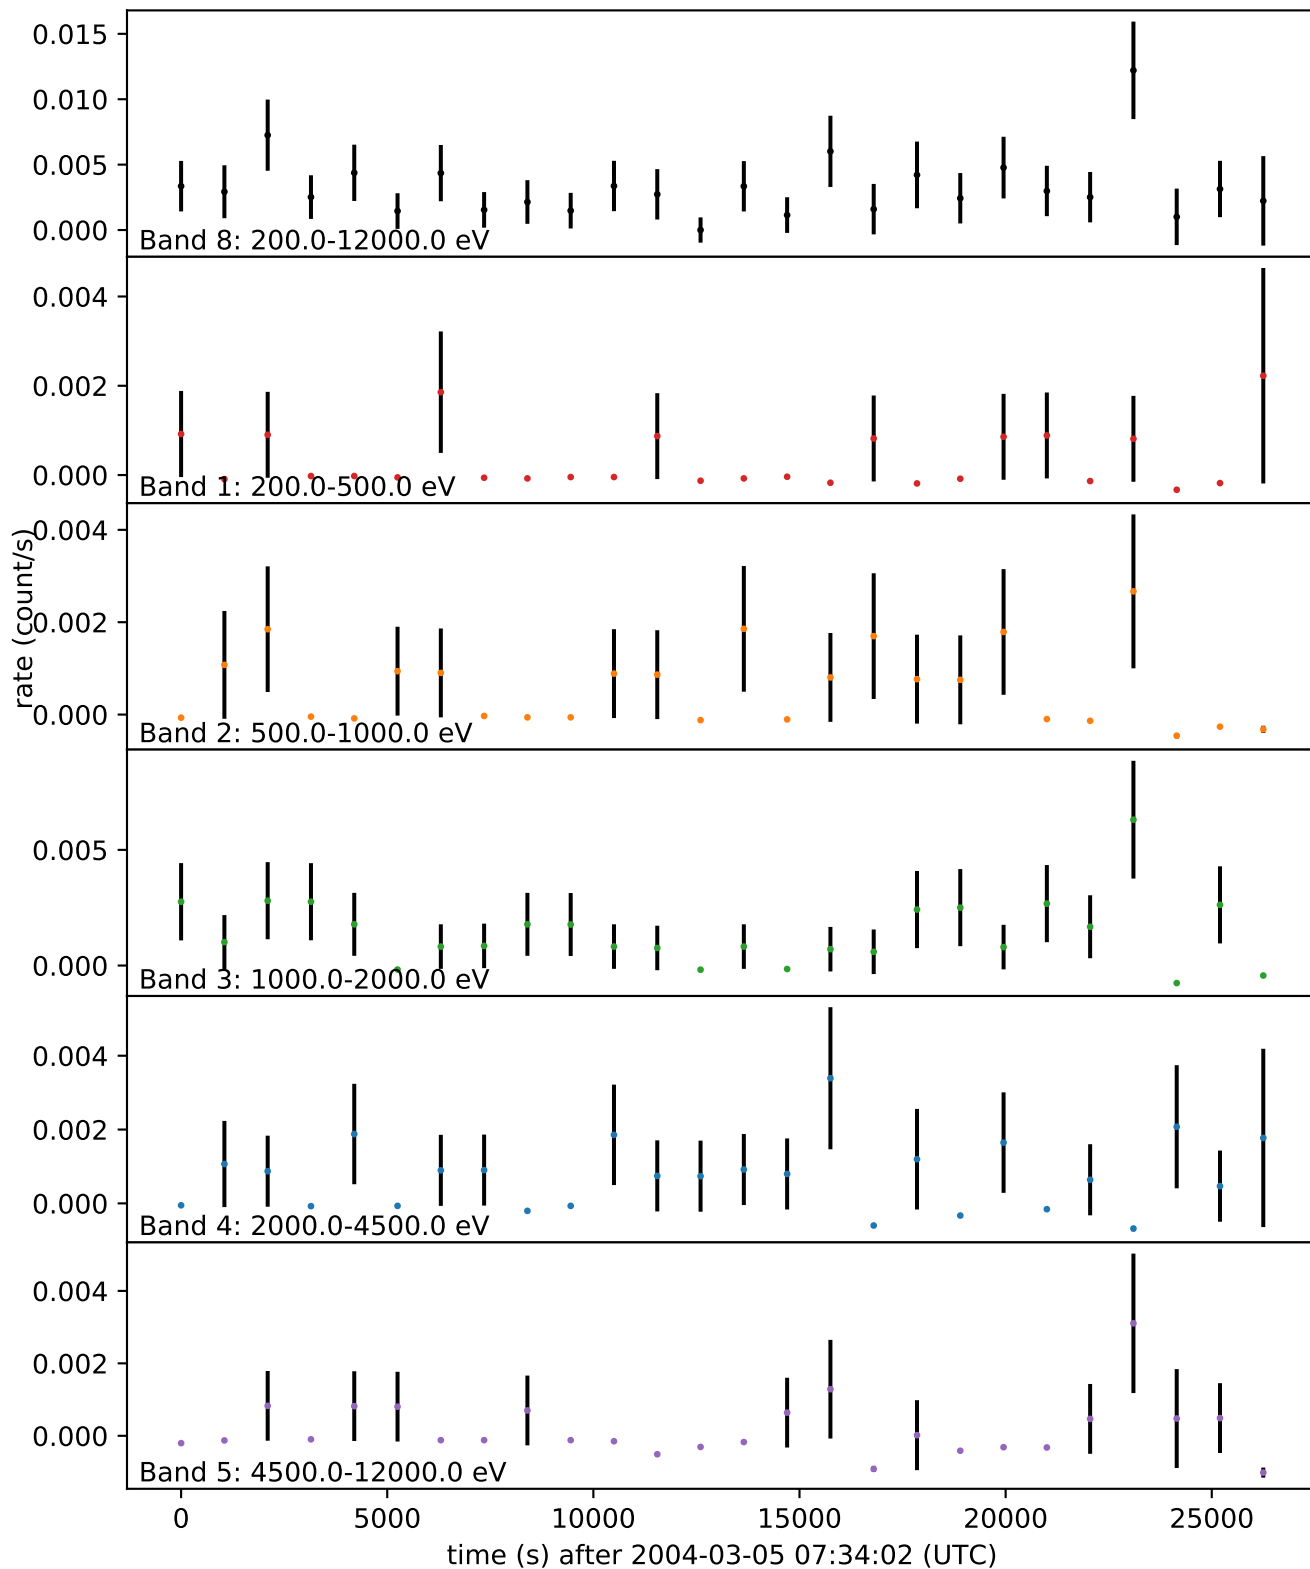 0.015
0.010
0.005
0.000
Band 8: 200.0-12000.0 eV
0.004
0.002
0.000
Band 1: 200.0-500.0 eV
rate (count/s)
0.004
0.002
0.000
Band 2: 500.0-1000.0 eV
0.005
0.000
Band 3: 1000.0-2000.0 eV
0.004
0.002
0.000
Band 4: 2000.0-4500.0 eV
0.004
0.002
0.000
Band 5: 4500.0-12000.0 eV
0 5000 10000 15000 20000 25000
time (s) after 2004-03-05 07:34:02 (UTC)